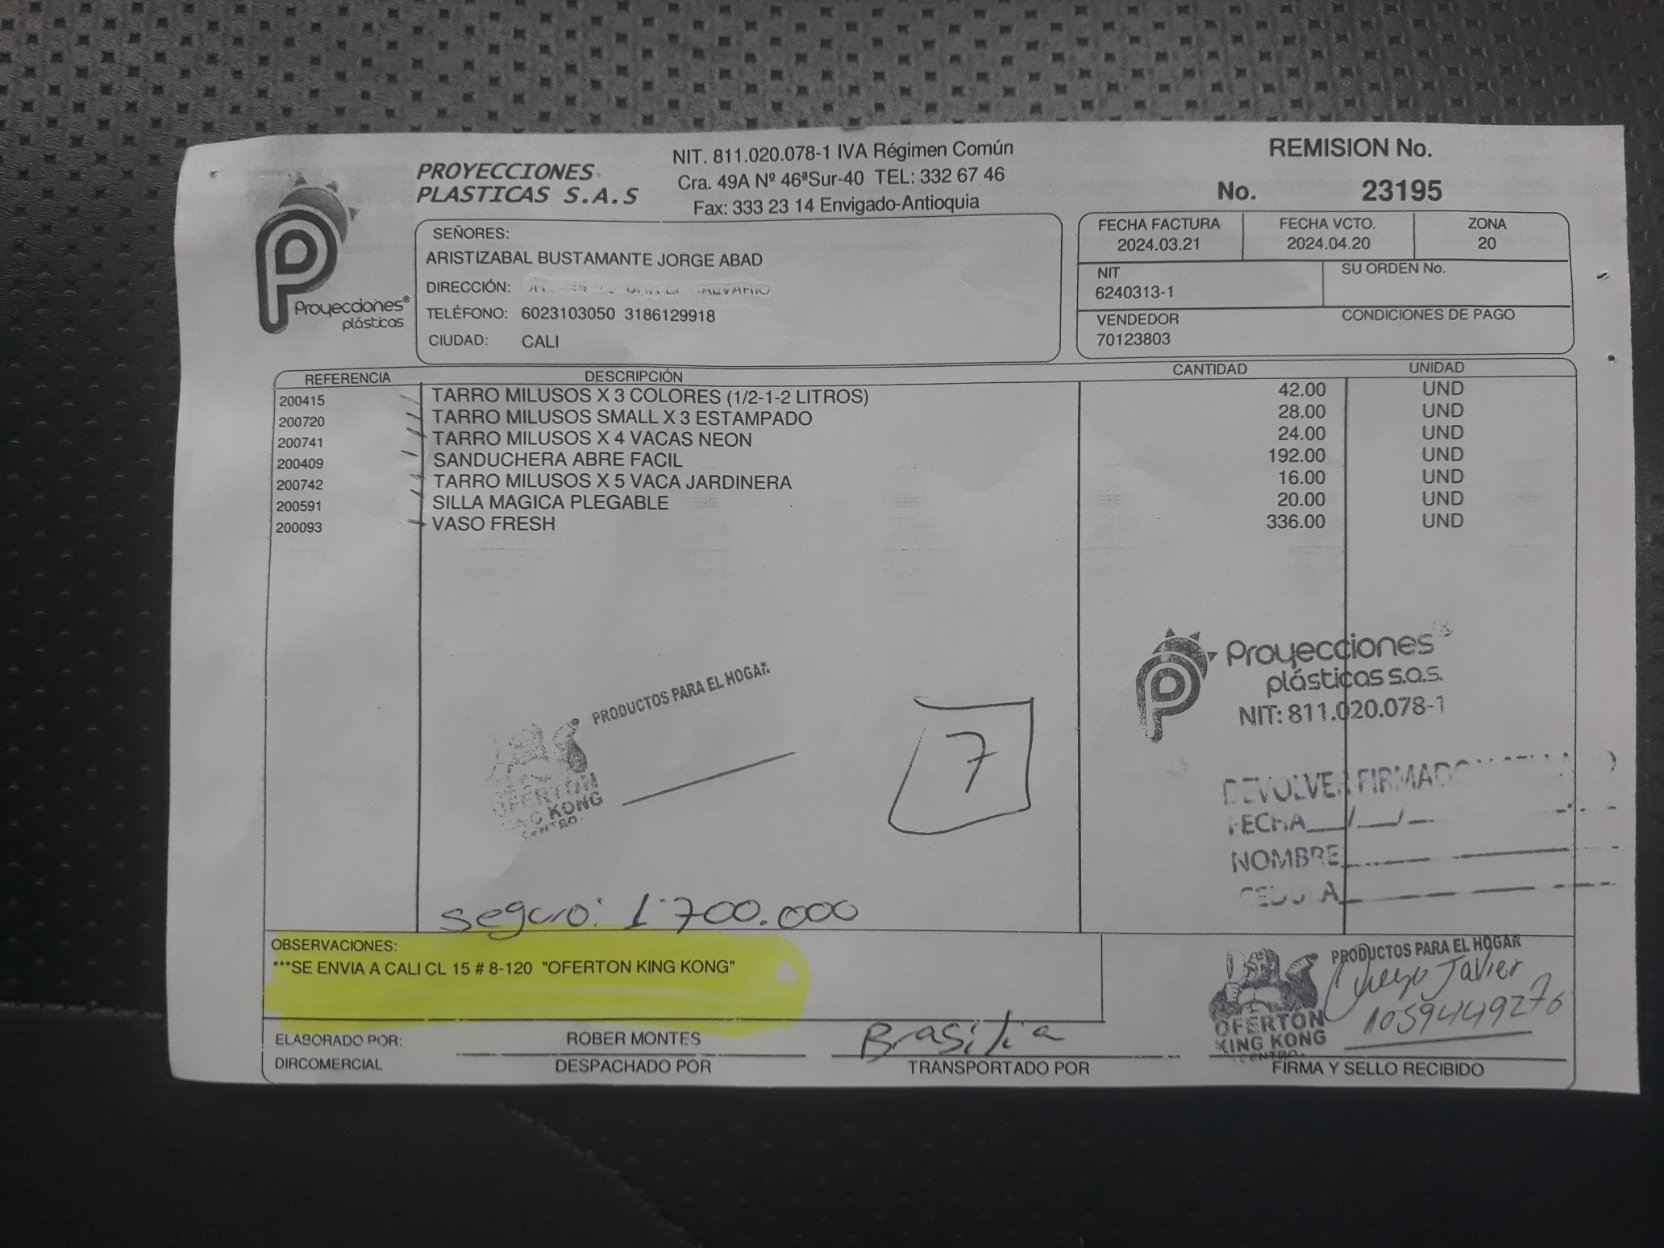 PROYECCIONES
PLASTICAS S.A.S
NIT. 811.020.078-1 IVA Régimen Común
Cra. 49A Nº 46ªSur-40 TEL: 332 67 46
Fax: 333 23 14 Envigado-Antioquia
REMISION No.
No. 23195
Proyecciones®
plásticas
SEÑORES:
ARISTIZABAL BUSTAMANTE JORGE ABAD
DIRECCIÓN:
TELÉFONO: 6023103050 3186129918
CIUDAD: CALI
FECHA FACTURA FECHA VCTO. ZONA
2024.03.21 2024.04.20 20
NIT SU ORDEN No.
6240313-1
VENDEDOR CONDICIONES DE PAGO
70123803
REFERENCIA DESCRIPCIÓN CANTIDAD UNIDAD
200415 TARRO MILUSOS X 3 COLORES (1/2-1-2 LITROS) 42.00 UND
200720 TARRO MILUSOS SMALL X 3 ESTAMPADO 28.00 UND
200741 TARRO MILUSOS X 4 VACAS NEON 24.00 UND
200409 SANDUCHERA ABRE FACIL 192.00 UND
200742 TARRO MILUSOS X 5 VACA JARDINERA 16.00 UND
200591 SILLA MAGICA PLEGABLE 20.00 UND
200093 VASO FRESH 336.00 UND
Proyecciones
plásticas s.a.s.
NIT: 811.020.078-1
PRODUCTOS PARA EL HOGAR
OFERTON
KING KONG
CENTRO.
7
DEVOLVER FIRMADO
FECHA__/__/__
NOMBRE
CEDULA
seguro: 1'700.000
OBSERVACIONES:
***SE ENVIA A CALI CL 15 # 8-120 "OFERTON KING KONG"
PRODUCTOS PARA EL HOGAR
Javier
1059449276
OFERTON
KING KONG
CENTRO.
ELABORADO POR: ROBER MONTES Brasilia
DIRCOMERCIAL DESPACHADO POR TRANSPORTADO POR FIRMA Y SELLO RECIBIDO